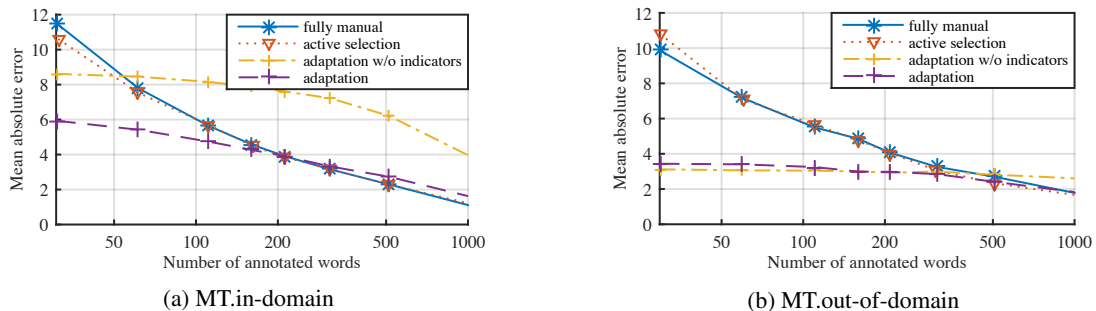 12
10
8
6
4
2
0
Mean absolute error
50
100
200
500
1000
Number of annotated words
fully manual
active selection
adaptation w/o indicators
adaptation
(a) MT.in-domain
12
10
8
6
4
2
0
Mean absolute error
50
100
200
500
1000
Number of annotated words
fully manual
active selection
adaptation w/o indicators
adaptation
(b) MT.out-of-domain